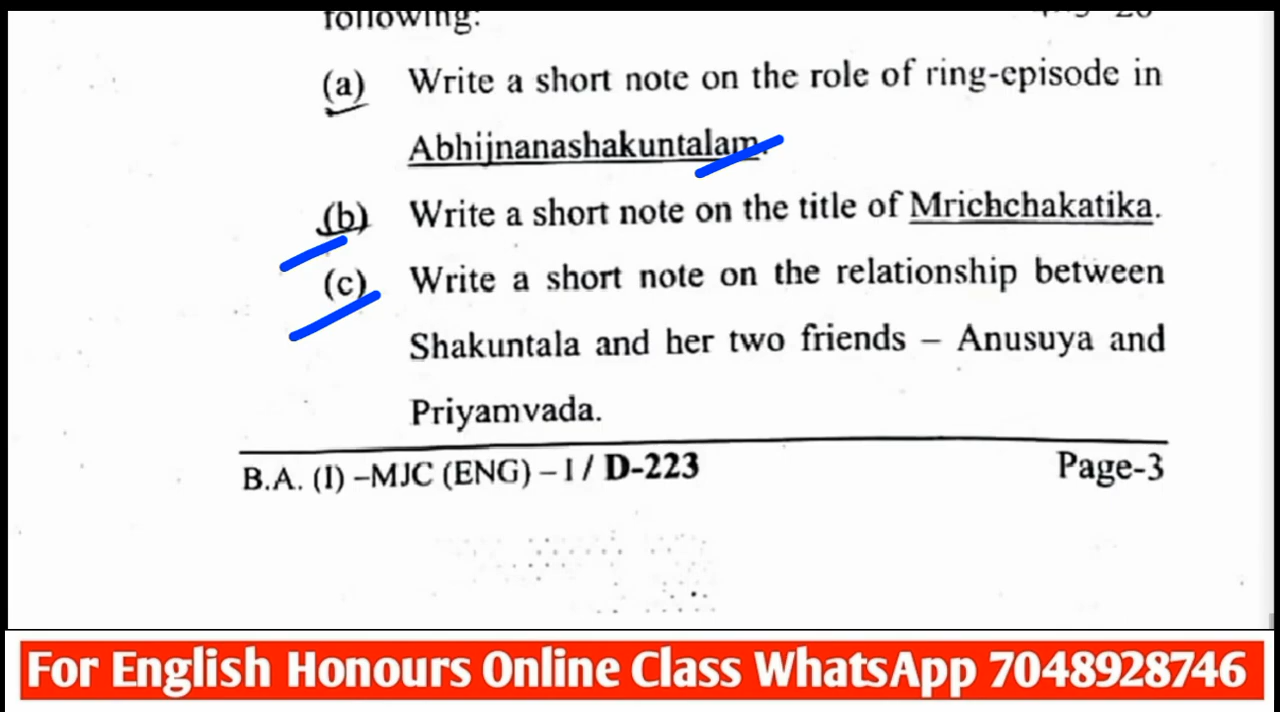 following:
(a) Write a short note on the role of ring-episode in
Abhijnanashakuntalam.
(b) Write a short note on the title of Mrichchakatika.
(c) Write a short note on the relationship between
Shakuntala and her two friends – Anusuya and
Priyamvada.
B.A. (I) –MJC (ENG) – I / D-223 Page-3
For English Honours Online Class WhatsApp 7048928746